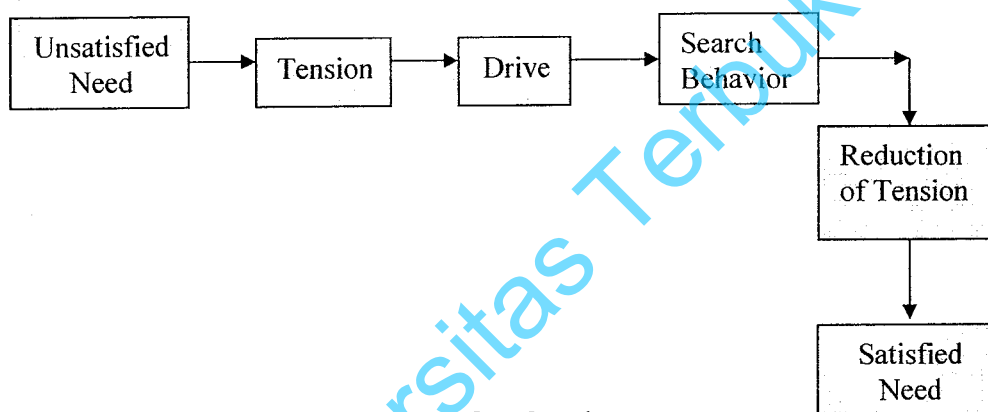 Unsatisfied
Need
Tension
Drive
Search
Behavior
Reduction
of Tension
Satisfied
Need
rsitas Terbuk